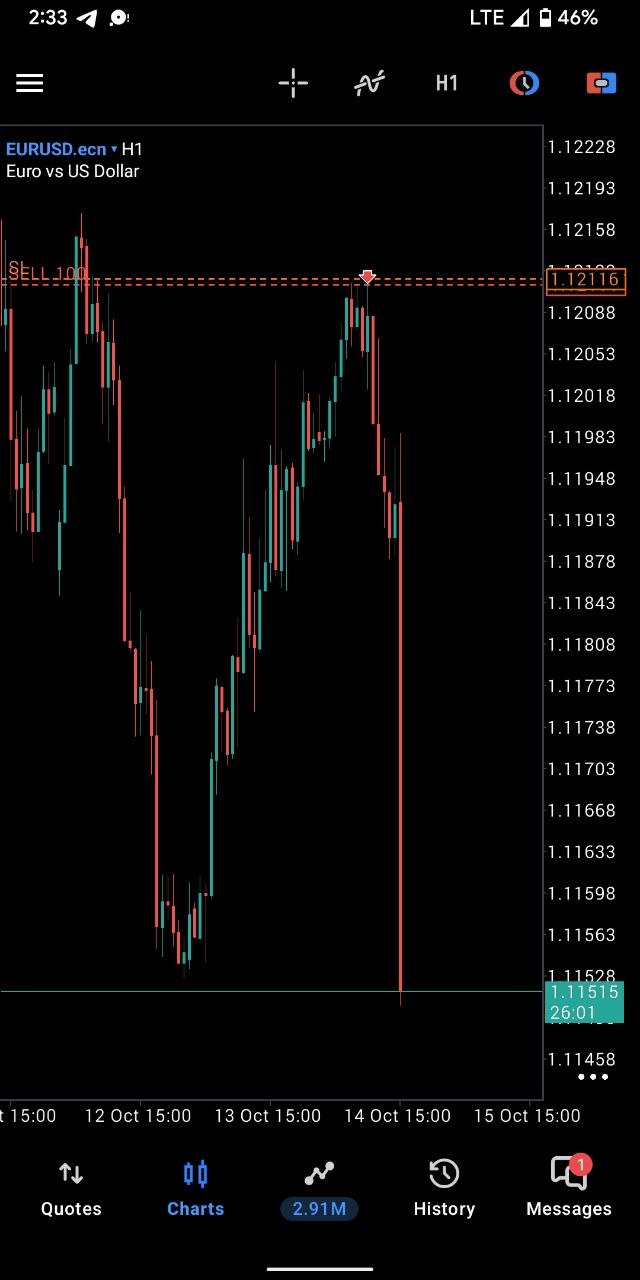 2:33
LTE 46%
H1
EURUSD.ecn ▾ H1
Euro vs US Dollar
1.12228
1.12193
1.12158
SL
SELL 100
1.12116
1.12088
1.12053
1.12018
1.11983
1.11948
1.11913
1.11878
1.11843
1.11808
1.11773
1.11738
1.11703
1.11668
1.11633
1.11598
1.11563
1.11528
1.11515
26:01
1.11458
t 15:00
12 Oct 15:00
13 Oct 15:00
14 Oct 15:00
15 Oct 15:00
1
2.91M
Quotes
Charts
History
Messages